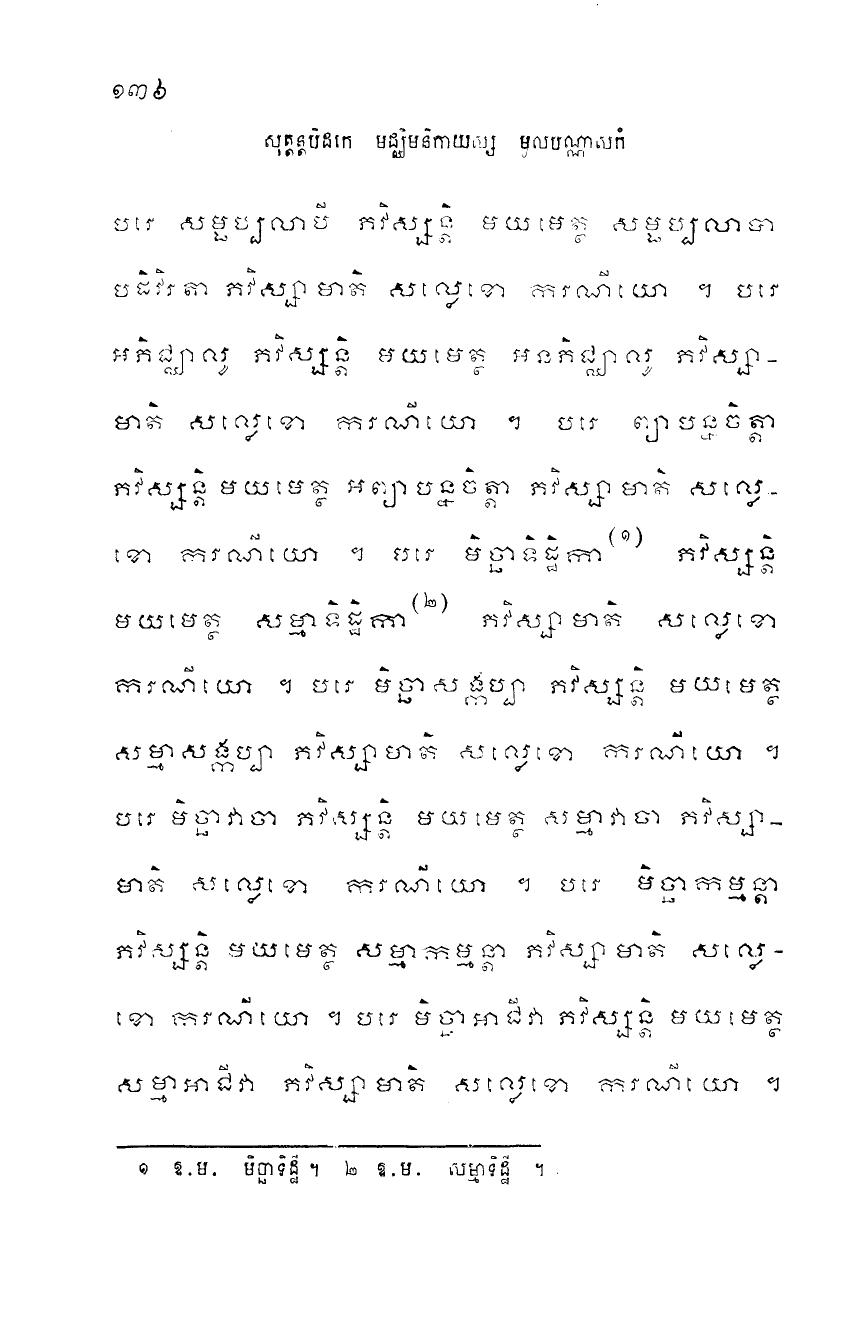 ១៣៦
សុត្តន្តបិដកេ មជ្ឈិមនិកាយស្ស មូលបណ្ណាសកំ
បរេ សម្ផប្បលាបី ភវិស្សន្តិ មយមេត្ថ សម្ផប្បលាបា
បដិវិរតា ភវិស្សាមាតិ សល្លេខោ ករណីយោ ។ បរេ
អភិជ្ឈាលូ ភវិស្សន្តិ មយមេត្ថ អនភិជ្ឈាលូ ភវិស្សា-
មាតិ សល្លេខោ ករណីយោ ។ បរេ ព្យាបន្នចិត្តា
ភវិស្សន្តិ មយមេត្ថ អព្យាបន្នចិត្តា ភវិស្សាមាតិ សល្លេ-
ខោ ករណីយោ ។ បរេ មិច្ឆាទិដ្ឋិកា(១) ភវិស្សន្តិ
មយមេត្ថ សម្មាទិដ្ឋិកា(២) ភវិស្សាមាតិ សល្លេខោ
ករណីយោ ។ បរេ មិច្ឆាសង្កប្បា ភវិស្សន្តិ មយមេត្ថ
សម្មាសង្កប្បា ភវិស្សាមាតិ សល្លេខោ ករណីយោ ។
បរេ មិច្ឆាវាចា ភវិស្សន្តិ មយមេត្ថ សម្មាវាចា ភវិស្សា-
មាតិ សល្លេខោ ករណីយោ ។ បរេ មិច្ឆាកម្មន្តា
ភវិស្សន្តិ មយមេត្ថ សម្មាកម្មន្តា ភវិស្សាមាតិ សល្លេ-
ខោ ករណីយោ ។ បរេ មិច្ឆាអាជីវា ភវិស្សន្តិ មយមេត្ថ
សម្មាអាជីវា ភវិស្សាមាតិ សល្លេខោ ករណីយោ ។
១ ឱ.ម. មិច្ឆាទិដ្ឋី ។ ២ ឱ.ម. សម្មាទិដ្ឋី ។